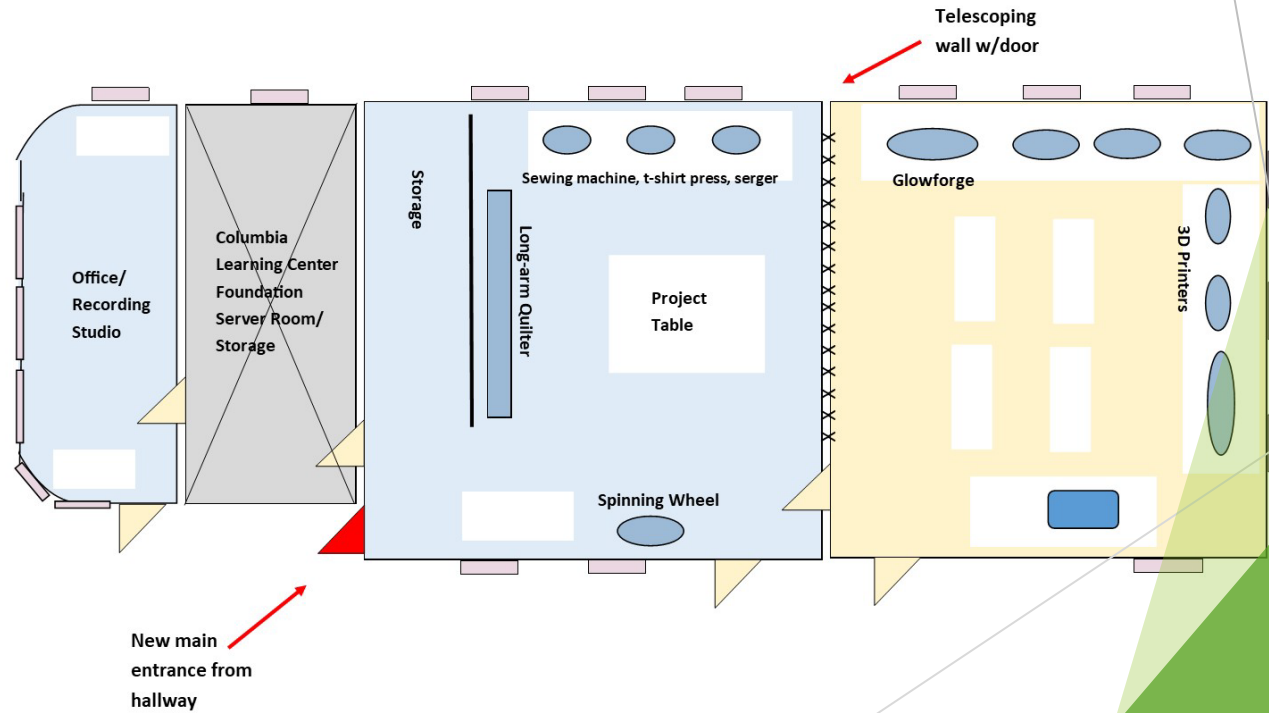 Telescoping
wall w/door
Office/
Recording
Studio
Columbia
Learning Center
Foundation
Server Room/
Storage
Storage
Long-arm Quilter
Sewing machine, t-shirt press, serger
Project
Table
Spinning Wheel
Glowforge
3D Printers
New main
entrance from
hallway